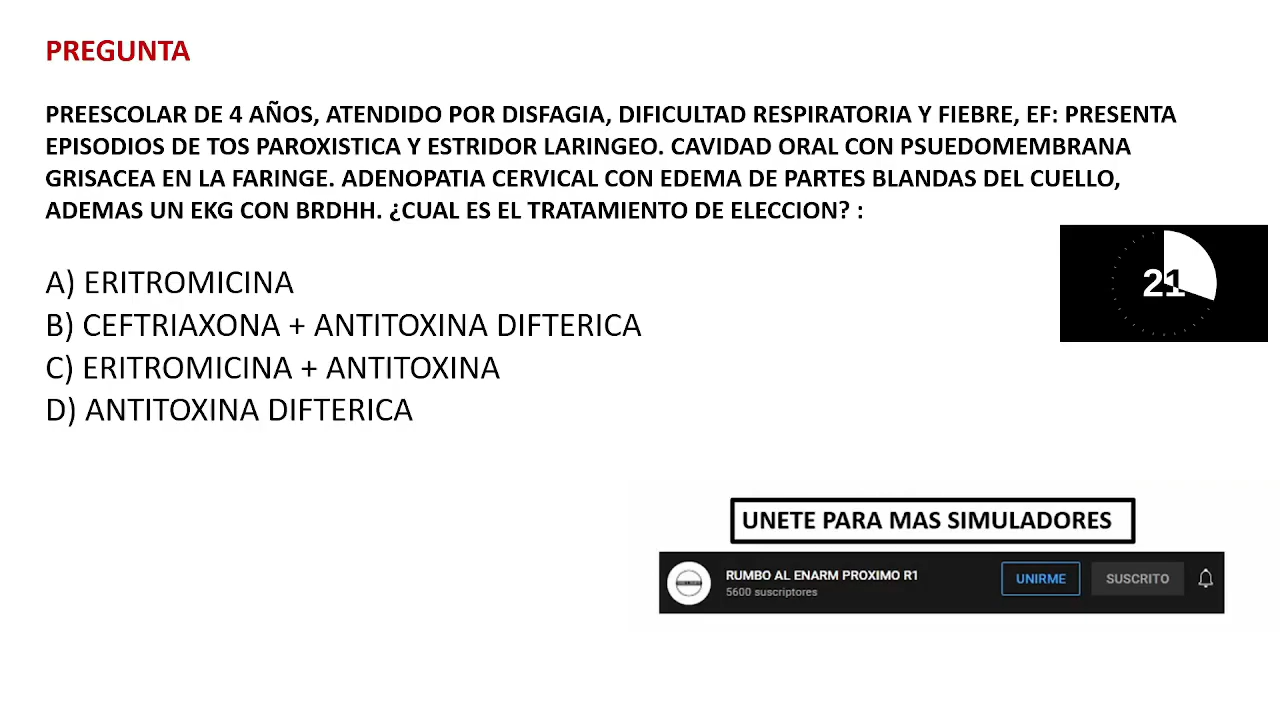 PREGUNTA
PREESCOLAR DE 4 AÑOS, ATENDIDO POR DISFAGIA, DIFICULTAD RESPIRATORIA Y FIEBRE, EF: PRESENTA
EPISODIOS DE TOS PAROXISTICA Y ESTRIDOR LARINGEO. CAVIDAD ORAL CON PSUEDOMEMBRANA
GRISACEA EN LA FARINGE. ADENOPATIA CERVICAL CON EDEMA DE PARTES BLANDAS DEL CUELLO,
ADEMAS UN EKG CON BRDHH. ¿CUAL ES EL TRATAMIENTO DE ELECCION? :
A) ERITROMICINA
B) CEFTRIAXONA + ANTITOXINA DIFTERICA
C) ERITROMICINA + ANTITOXINA
D) ANTITOXINA DIFTERICA
21
UNETE PARA MAS SIMULADORES
RUMBO AL ENARM PROXIMO R1
5600 suscriptores
UNIRME
SUSCRITO